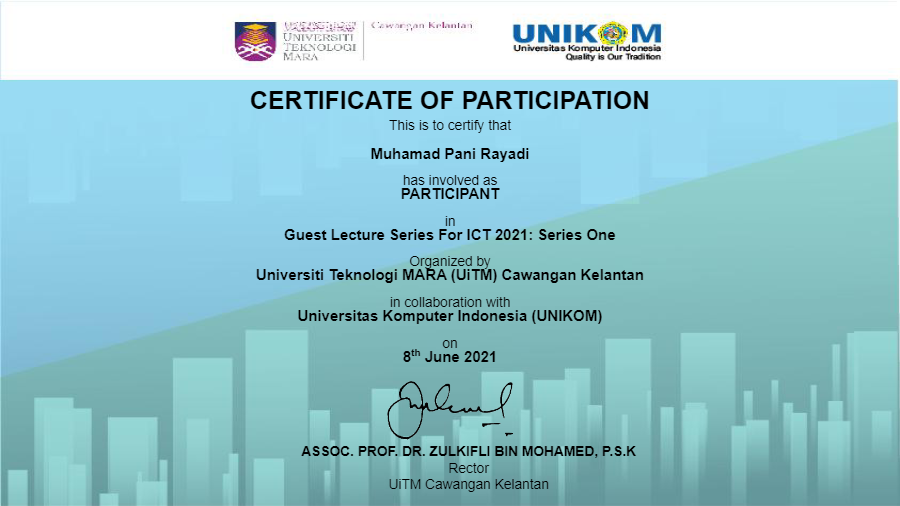 UNIVERSITI
TEKNOLOGI
MARA
Cawangan Kelantan
UNIKOM
Universitas Komputer Indonesia
Quality is Our Tradition
CERTIFICATE OF PARTICIPATION
This is to certify that
Muhamad Pani Rayadi
has involved as
PARTICIPANT
in
Guest Lecture Series For ICT 2021: Series One
Organized by
Universiti Teknologi MARA (UiTM) Cawangan Kelantan
in collaboration with
Universitas Komputer Indonesia (UNIKOM)
on
8th June 2021
ASSOC. PROF. DR. ZULKIFLI BIN MOHAMED, P.S.K
Rector
UiTM Cawangan Kelantan